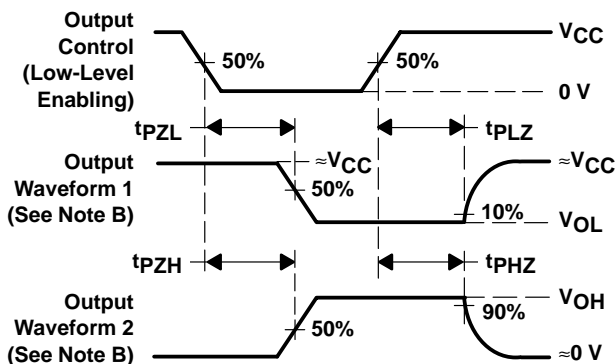 Output
Control
(Low-Level
Enabling)
50%
50%
VCC
0 V
tPZL
tPLZ
Output
Waveform 1
(See Note B)
≈VCC
50%
≈VCC
10%
VOL
tPZH
tPHZ
Output
Waveform 2
(See Note B)
50%
VOH
90%
≈0 V